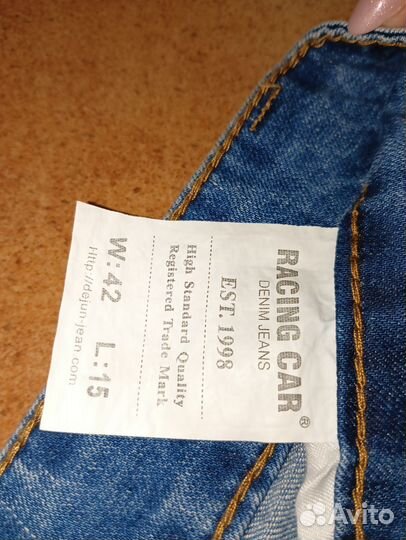 RACING CAR®
DENIM JEANS
EST. 1998
High Standard Quality
Registered Trade Mark
W:42 L:15
Http://dejun-jean.com
Avito